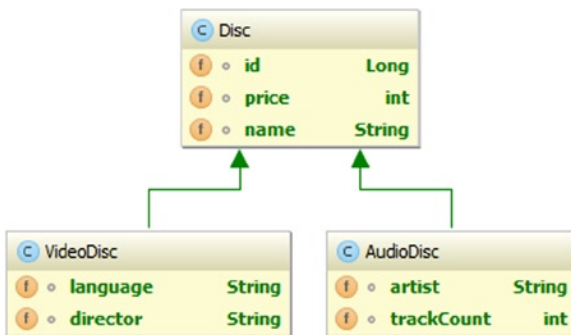 C Disc
f id Long
f price int
f name String
C VideoDisc
f language String
f director String
C AudioDisc
f artist String
f trackCount int